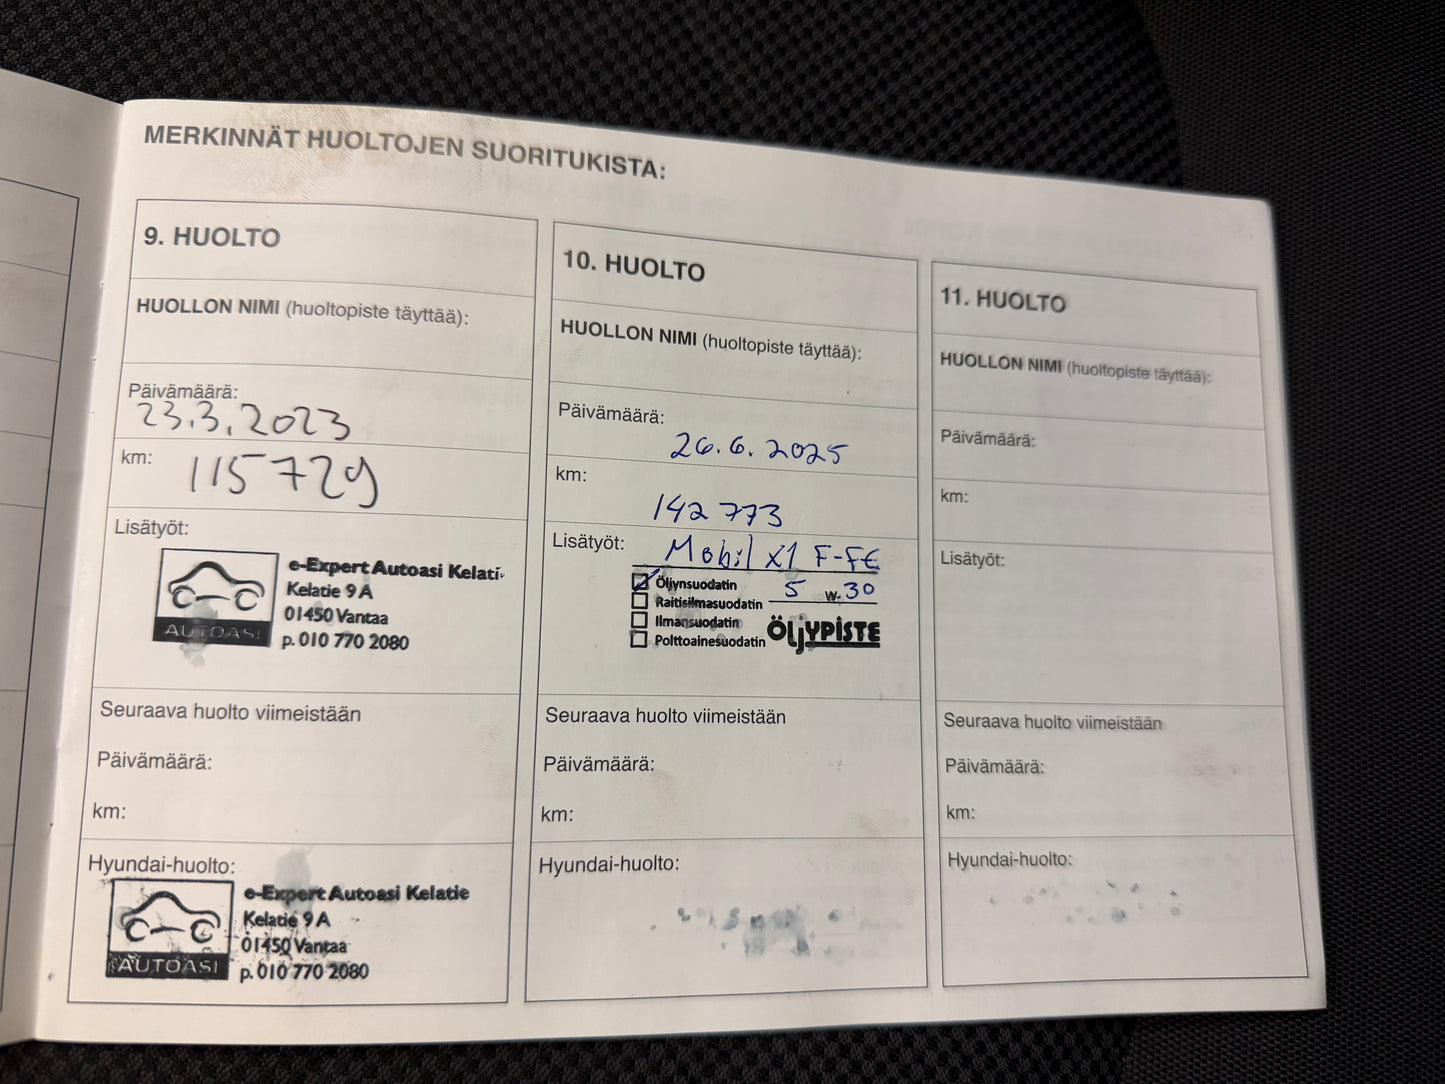 MERKINNÄT HUOLTOJEN SUORITUKISTA:
9. HUOLTO
HUOLLON NIMI (huoltopiste täyttää):
Päivämäärä:
23.3.2023
km:
115729
Lisätyöt:
AUTOASI
e-Expert Autoasi Kelatie
Kelatie 9 A
01450 Vantaa
p. 010 770 2080
Seuraava huolto viimeistään
Päivämäärä:
km:
Hyundai-huolto:
AUTOASI
e-Expert Autoasi Kelatie
Kelatie 9 A
01450 Vantaa
p. 010 770 2080
10. HUOLTO
HUOLLON NIMI (huoltopiste täyttää):
Päivämäärä:
26.6.2025
km:
142 773
Lisätyöt:
Mobil X1 F-FE
Öljynsuodatin
5 W-30
Raitisilmasuodatin
Ilmansuodatin
Polttoainesuodatin
ÖLjYPiSTE
Seuraava huolto viimeistään
Päivämäärä:
km:
Hyundai-huolto:
11. HUOLTO
HUOLLON NIMI (huoltopiste täyttää):
Päivämäärä:
km:
Lisätyöt:
Seuraava huolto viimeistään
Päivämäärä:
km:
Hyundai-huolto: